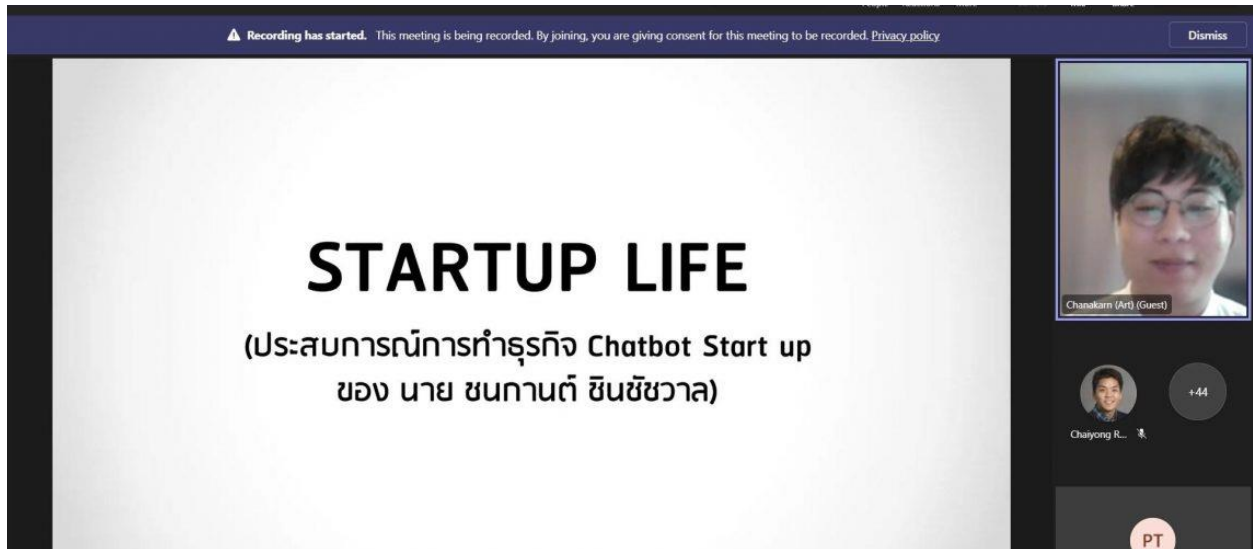 Recording has started. This meeting is being recorded. By joining, you are giving consent for this meeting to be recorded. Privacy policy
Dismiss
STARTUP LIFE
(ประสบการณ์การทำธุรกิจ Chatbot Start up
ของ นาย ชนกานต์ ชินชัชวาล)
Chanakarn (Art) (Guest)
+44
Chaiyong R...
PT